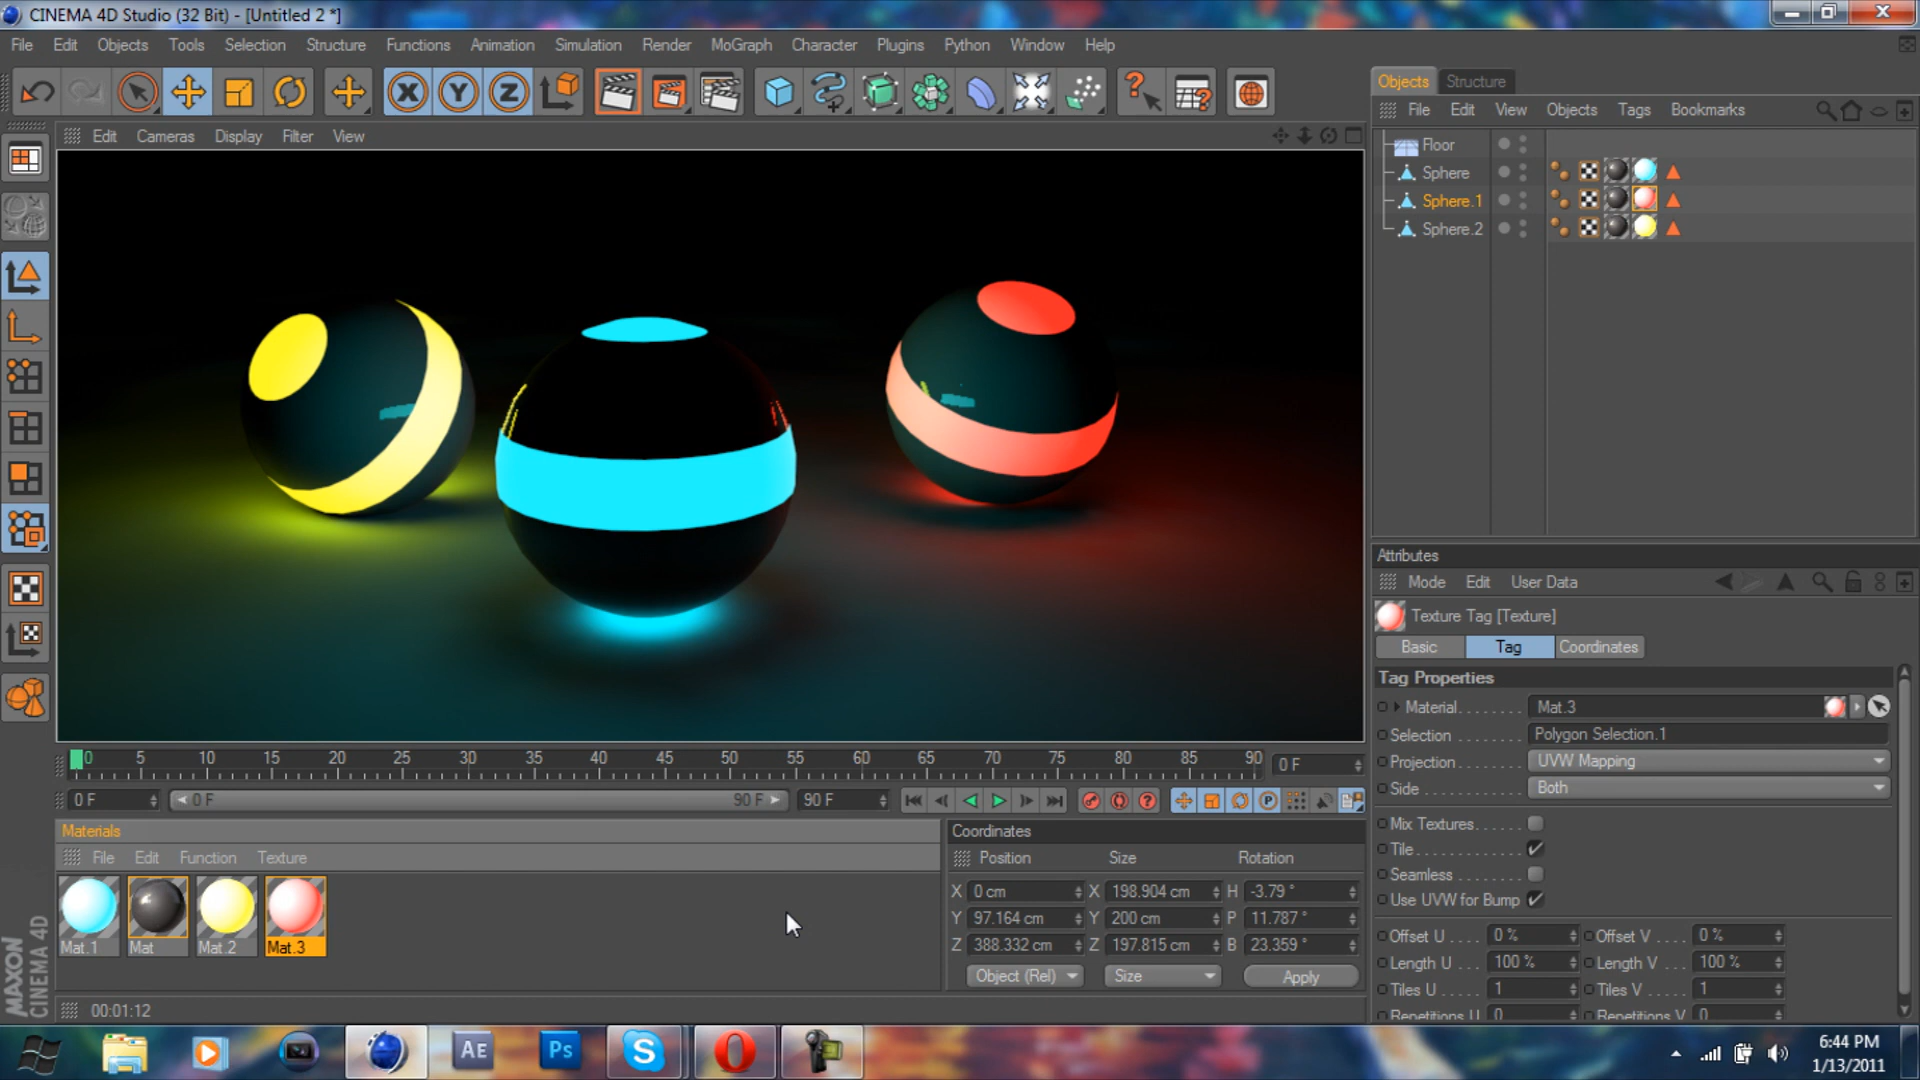 CINEMA 4D Studio (32 Bit) - [Untitled 2 *]
File Edit Objects Tools Selection Structure Functions Animation Simulation Render MoGraph Character Plugins Python Window Help
X Y Z
Edit Cameras Display Filter View
Objects Structure
File Edit View Objects Tags Bookmarks
Floor
Sphere
Sphere.1
Sphere.2
Attributes
Mode Edit User Data
Texture Tag [Texture]
Basic Tag Coordinates
Tag Properties
Material........ Mat.3
Selection ....... Polygon Selection.1
Projection....... UVW Mapping
Side............ Both
Mix Textures......
Tile..............
Seamless ........
Use UVW for Bump
Offset U .... 0 % Offset V .... 0 %
Length U ... 100 % Length V .... 100 %
Tiles U ..... 1 Tiles V ..... 1
Repetitions U 0 Repetitions V 0
0 5 10 15 20 25 30 35 40 45 50 55 60 65 70 75 80 85 90 0 F
0 F 0 F 90 F 90 F
Materials
File Edit Function Texture
Mat.1 Mat Mat.2 Mat.3
Coordinates
Position Size Rotation
X 0 cm X 198.904 cm H -3.79 °
Y 97.164 cm Y 200 cm P 11.787 °
Z 388.332 cm Z 197.815 cm B 23.359 °
Object (Rel) Size Apply
MAXON
CINEMA 4D
00:01:12
AE Ps S
6:44 PM
1/13/2011